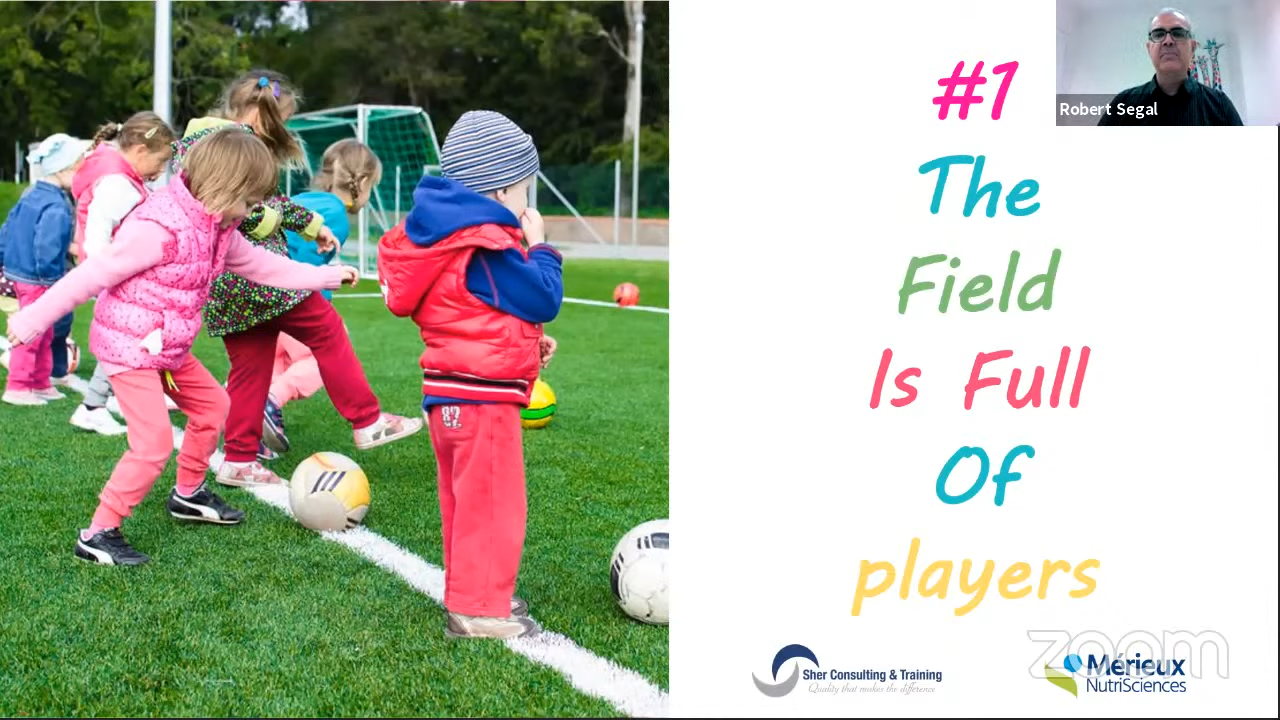 #1
The
Field
Is Full
Of
players
Robert Segal
82
Sher Consulting & Training
Quality that makes the difference
zoom
Mérieux
NutriSciences